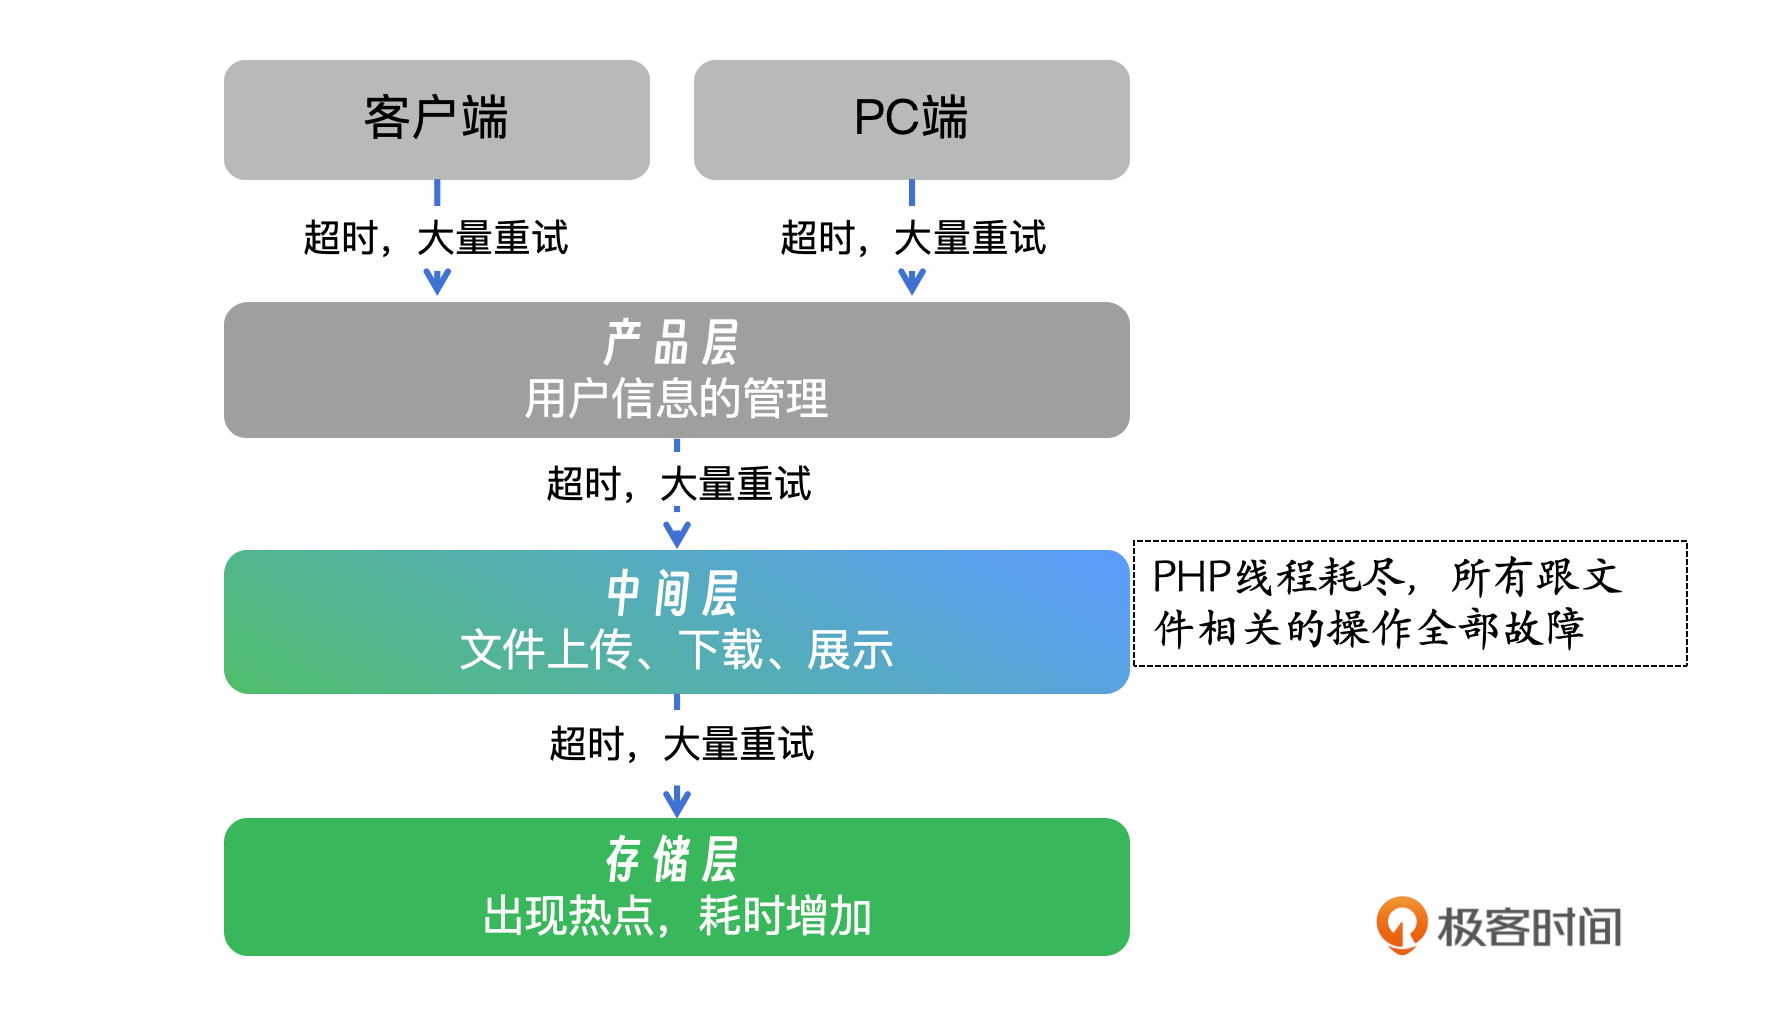 客户端
PC端
超时，大量重试
超时，大量重试
产品层
用户信息的管理
超时，大量重试
中间层
文件上传、下载、展示
PHP线程耗尽，所有跟文
件相关的操作全部故障
超时，大量重试
存储层
出现热点，耗时增加
极客时间